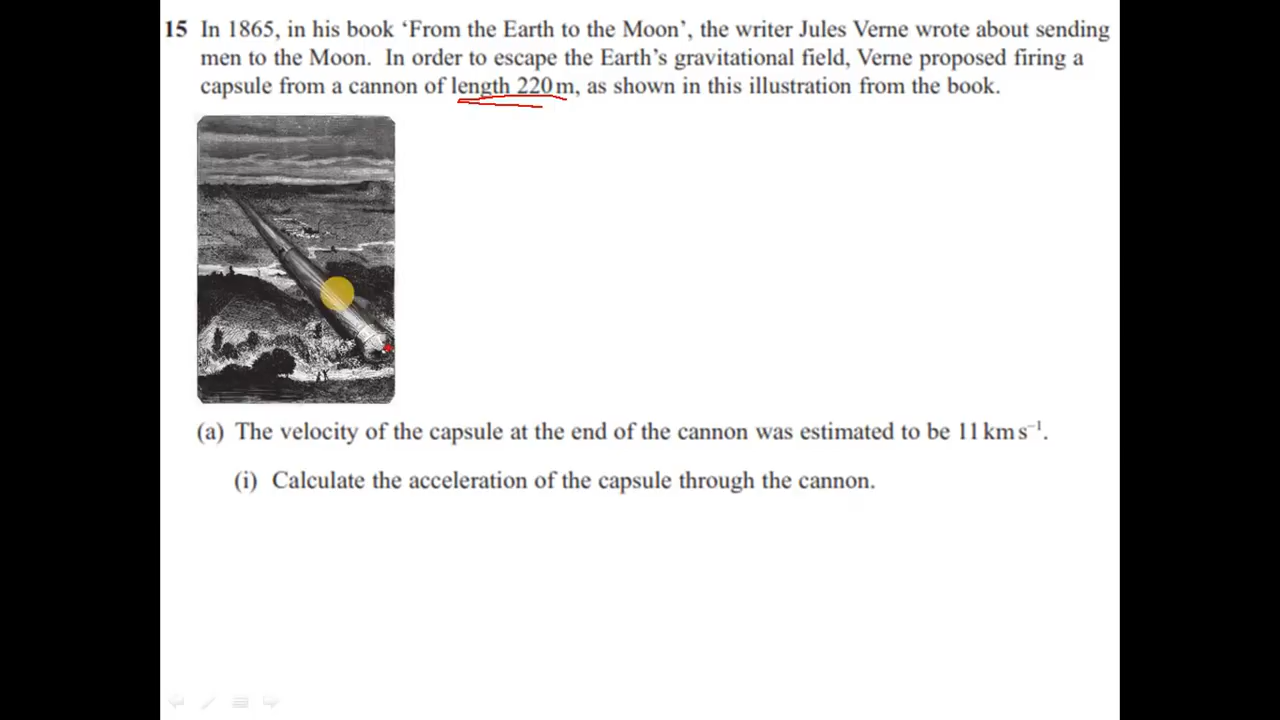 15 In 1865, in his book ‘From the Earth to the Moon’, the writer Jules Verne wrote about sending
men to the Moon. In order to escape the Earth’s gravitational field, Verne proposed firing a
capsule from a cannon of length 220 m, as shown in this illustration from the book.
(a) The velocity of the capsule at the end of the cannon was estimated to be 11 km s⁻¹.
(i) Calculate the acceleration of the capsule through the cannon.